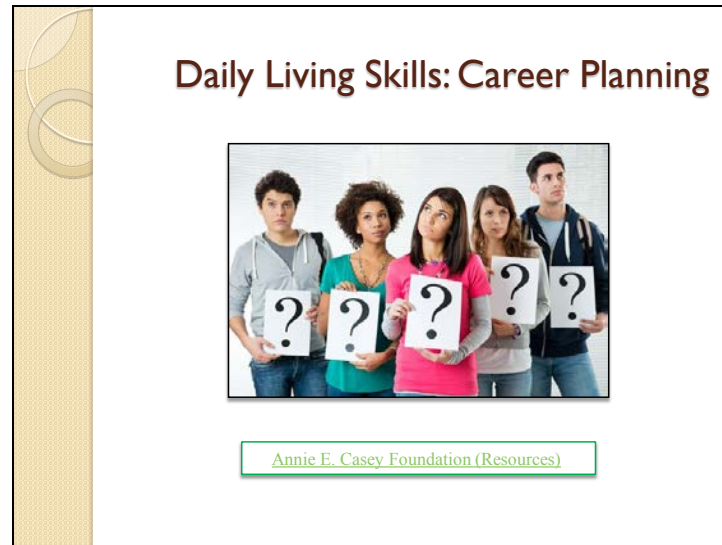 Daily Living Skills: Career Planning
? ? ? ? ?
Annie E. Casey Foundation (Resources)